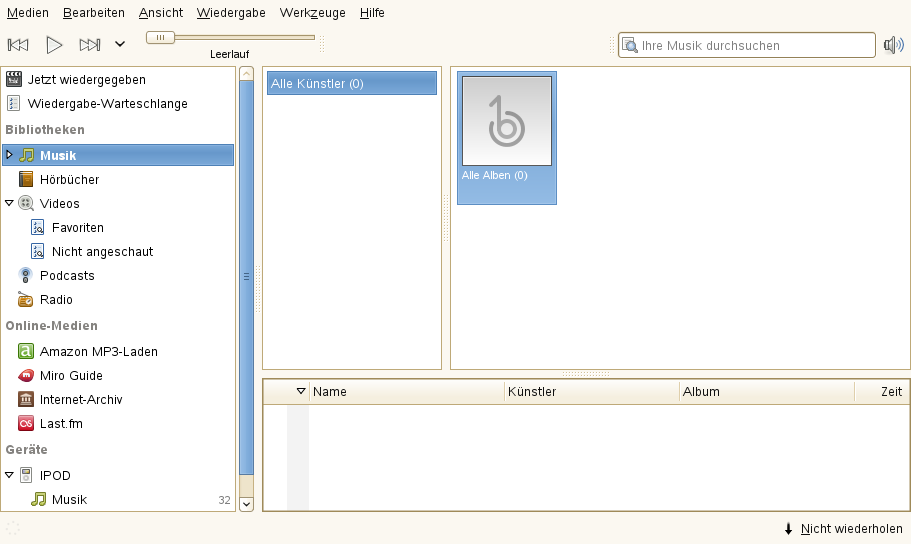 Medien Bearbeiten Ansicht Wiedergabe Werkzeuge Hilfe
Leerlauf
Ihre Musik durchsuchen
Jetzt wiedergegeben
Wiedergabe-Warteschlange
Bibliotheken
Musik
Hörbücher
Videos
Favoriten
Nicht angeschaut
Podcasts
Radio
Online-Medien
Amazon MP3-Laden
Miro Guide
Internet-Archiv
Last.fm
Geräte
IPOD
Musik 32
Alle Künstler (0)
Alle Alben (0)
Name Künstler Album Zeit
Nicht wiederholen